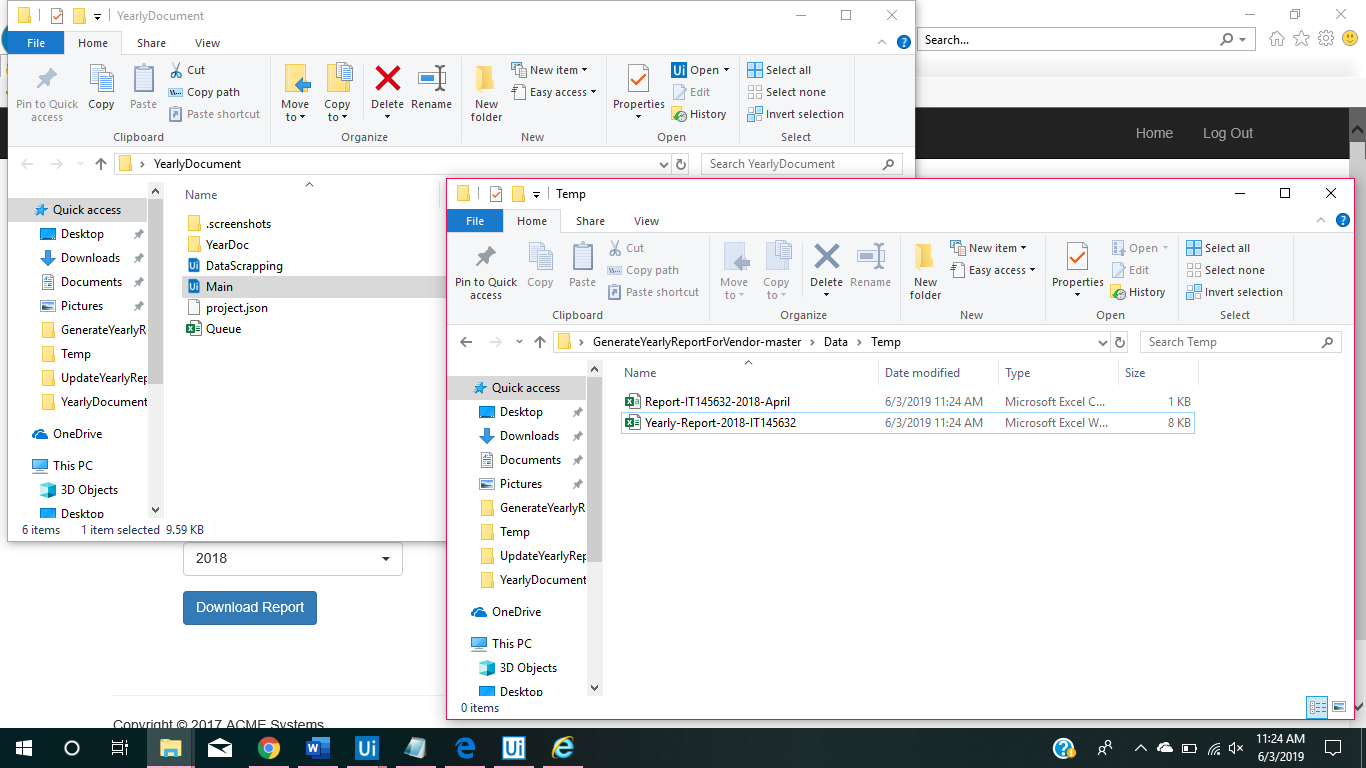 YearlyDocument
File Home Share View
Pin to Quick access
Copy
Paste
Cut
Copy path
Paste shortcut
Clipboard
Move to
Copy to
Delete
Rename
Organize
New folder
New item
Easy access
New
Properties
Open
Edit
History
Open
Select all
Select none
Invert selection
Select
YearlyDocument
Search YearlyDocument
Quick access
Desktop
Downloads
Documents
Pictures
GenerateYearlyR
Temp
UpdateYearlyRep
YearlyDocument
OneDrive
This PC
3D Objects
Desktop
Name
.screenshots
YearDoc
DataScrapping
Main
project.json
Queue
6 items 1 item selected 9.59 KB
Search...
Home Log Out
Temp
File Home Share View
Pin to Quick access
Copy
Paste
Cut
Copy path
Paste shortcut
Clipboard
Move to
Copy to
Delete
Rename
Organize
New folder
New item
Easy access
New
Properties
Open
Edit
History
Open
Select all
Select none
Invert selection
Select
GenerateYearlyReportForVendor-master Data Temp
Search Temp
Quick access
Desktop
Downloads
Documents
Pictures
GenerateYearlyR
Temp
UpdateYearlyRep
YearlyDocument
OneDrive
This PC
3D Objects
Desktop
Name Date modified Type Size
Report-IT145632-2018-April 6/3/2019 11:24 AM Microsoft Excel C... 1 KB
Yearly-Report-2018-IT145632 6/3/2019 11:24 AM Microsoft Excel W... 8 KB
0 items
2018
Download Report
Copyright © 2017 ACME Systems
11:24 AM
6/3/2019